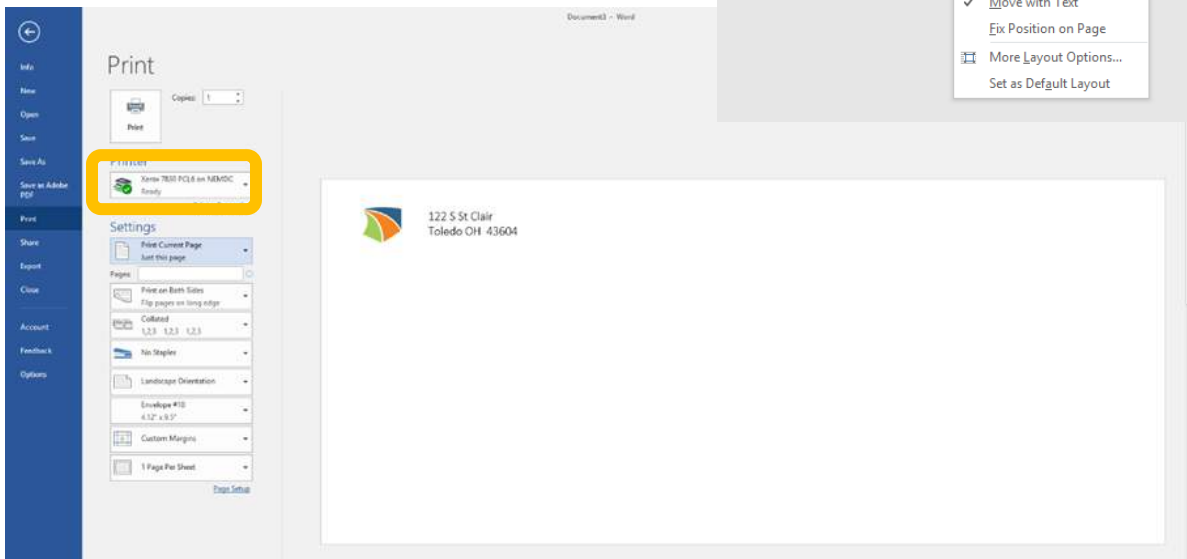 Document3 - Word
Move with Text
Fix Position on Page
More Layout Options...
Set as Default Layout
Info
New
Open
Save
Save As
Save as Adobe
PDF
Print
Share
Export
Close
Account
Feedback
Options
Print
Copies: 1
Print
Printer
Xerox 7830 PCL6 on NEMDC
Ready
Settings
Print Current Page
Just this page
Pages:
Print on Both Sides
Flip pages on long edge
Collated
1,2,3 1,2,3 1,2,3
No Stapler
Landscape Orientation
Envelope #10
4.12" x 9.5"
Custom Margins
1 Page Per Sheet
Page Setup
122 S St Clair
Toledo OH 43604